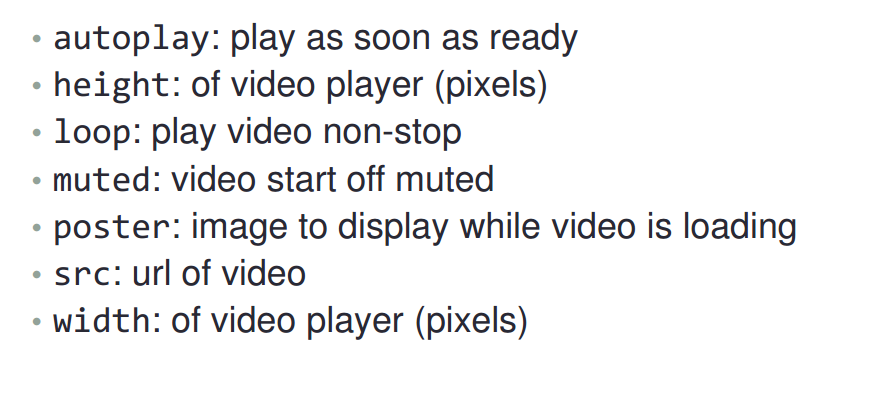 • autoplay: play as soon as ready
• height: of video player (pixels)
• loop: play video non-stop
• muted: video start off muted
• poster: image to display while video is loading
• src: url of video
• width: of video player (pixels)